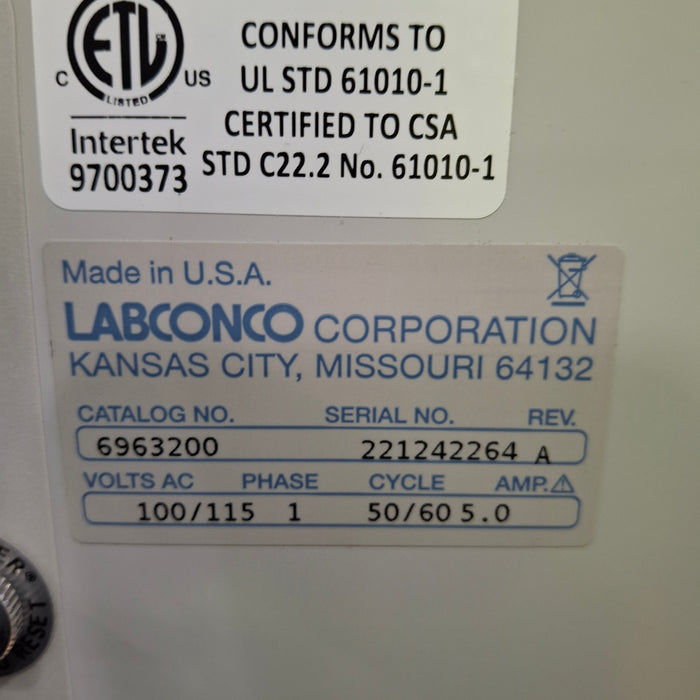 C ETL CM US
LISTED
Intertek
9700373
CONFORMS TO
UL STD 61010-1
CERTIFIED TO CSA
STD C22.2 No. 61010-1
Made in U.S.A.
LABCONCO CORPORATION
KANSAS CITY, MISSOURI 64132
CATALOG NO. SERIAL NO. REV.
6963200 221242264 A
VOLTS AC PHASE CYCLE AMP.
100/115 1 50/60 5.0
RESET